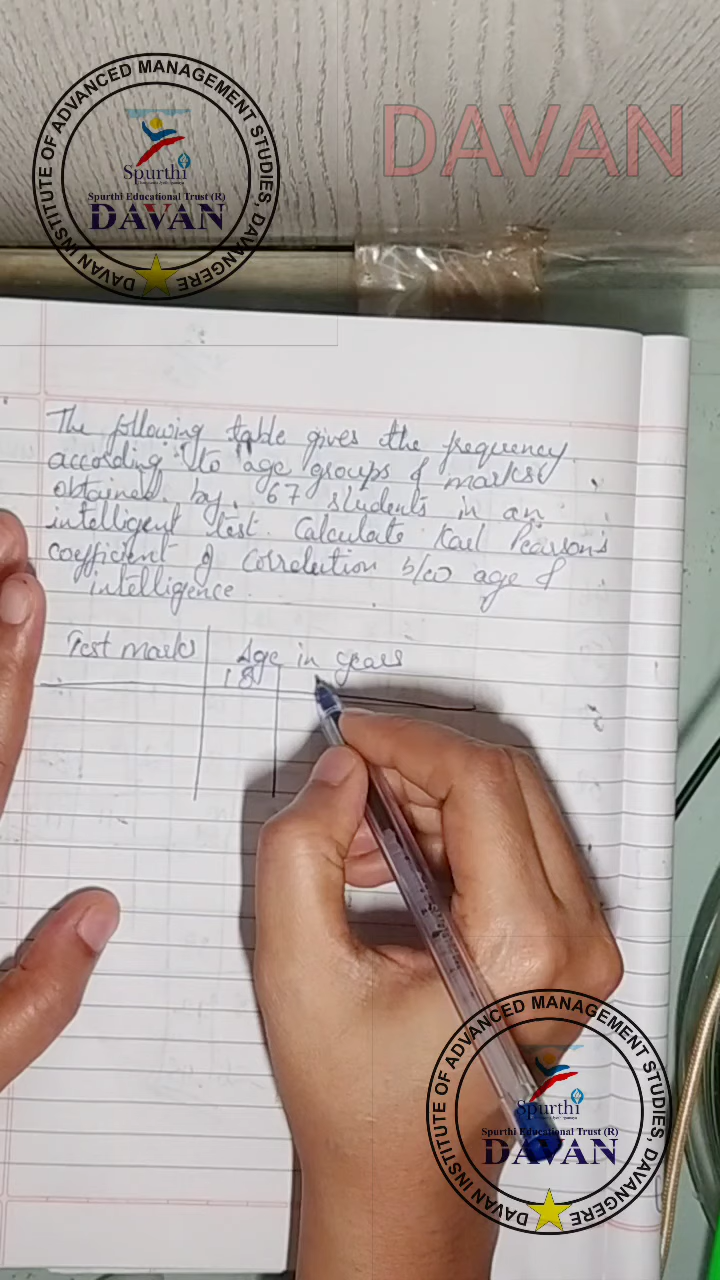 DAVAN INSTITUTE OF ADVANCED MANAGEMENT STUDIES, DAVANGERE
Spurthi
Spurthi Educational Trust (R)
DAVAN
DAVAN
The following table gives the frequency
according to age groups & marks
obtained by 67 students in an
intelligent test. Calculate Karl Pearson's
coefficient of Correlation b/w age &
intelligence.
Test marks Age in years
18
DAVAN INSTITUTE OF ADVANCED MANAGEMENT STUDIES, DAVANGERE
Spurthi
Spurthi Educational Trust (R)
DAVAN